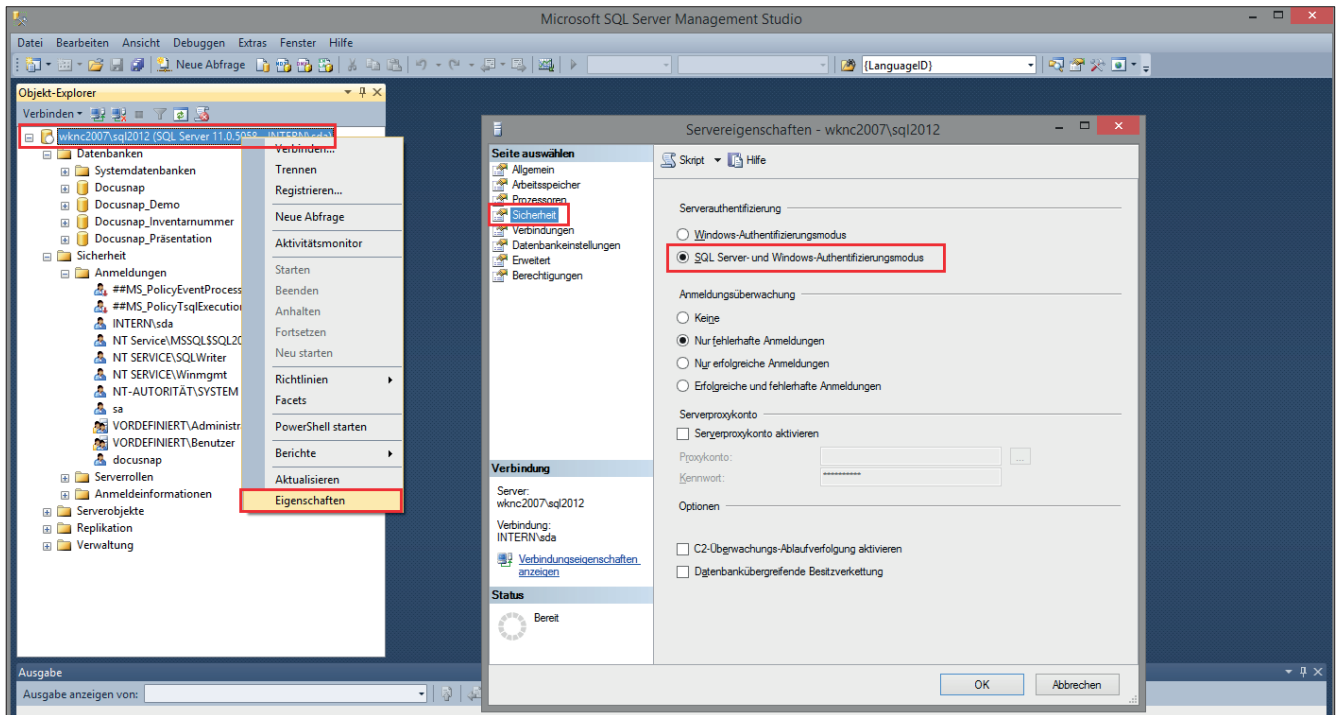 Microsoft SQL Server Management Studio
Datei Bearbeiten Ansicht Debuggen Extras Fenster Hilfe
Neue Abfrage
{LanguageID}
Objekt-Explorer
Verbinden
wknc2007\sql2012 (SQL Server 11.0.5058 - INTERN\sda)
Datenbanken
Systemdatenbanken
Docusnap
Docusnap_Demo
Docusnap_Inventarnummer
Docusnap_Präsentation
Sicherheit
Anmeldungen
##MS_PolicyEventProcess
##MS_PolicyTsqlExecution
INTERN\sda
NT Service\MSSQL$SQL20
NT SERVICE\SQLWriter
NT SERVICE\Winmgmt
NT-AUTORITÄT\SYSTEM
sa
VORDEFINIERT\Administr
VORDEFINIERT\Benutzer
docusnap
Serverrollen
Anmeldeinformationen
Serverobjekte
Replikation
Verwaltung
Verbinden...
Trennen
Registrieren...
Neue Abfrage
Aktivitätsmonitor
Starten
Beenden
Anhalten
Fortsetzen
Neu starten
Richtlinien
Facets
PowerShell starten
Berichte
Aktualisieren
Eigenschaften
Servereigenschaften - wknc2007\sql2012
Seite auswählen
Allgemein
Arbeitsspeicher
Prozessoren
Sicherheit
Verbindungen
Datenbankeinstellungen
Erweitert
Berechtigungen
Verbindung
Server:
wknc2007\sql2012
Verbindung:
INTERN\sda
Verbindungseigenschaften
anzeigen
Status
Bereit
Skript Hilfe
Serverauthentifizierung
Windows-Authentifizierungsmodus
SQL Server- und Windows-Authentifizierungsmodus
Anmeldungsüberwachung
Keine
Nur fehlerhafte Anmeldungen
Nur erfolgreiche Anmeldungen
Erfolgreiche und fehlerhafte Anmeldungen
Serverproxykonto
Serverproxykonto aktivieren
Proxykonto:
...
Kennwort:
**********
Optionen
C2-Überwachungs-Ablaufverfolgung aktivieren
Datenbankübergreifende Besitzverkettung
OK Abbrechen
Ausgabe
Ausgabe anzeigen von: